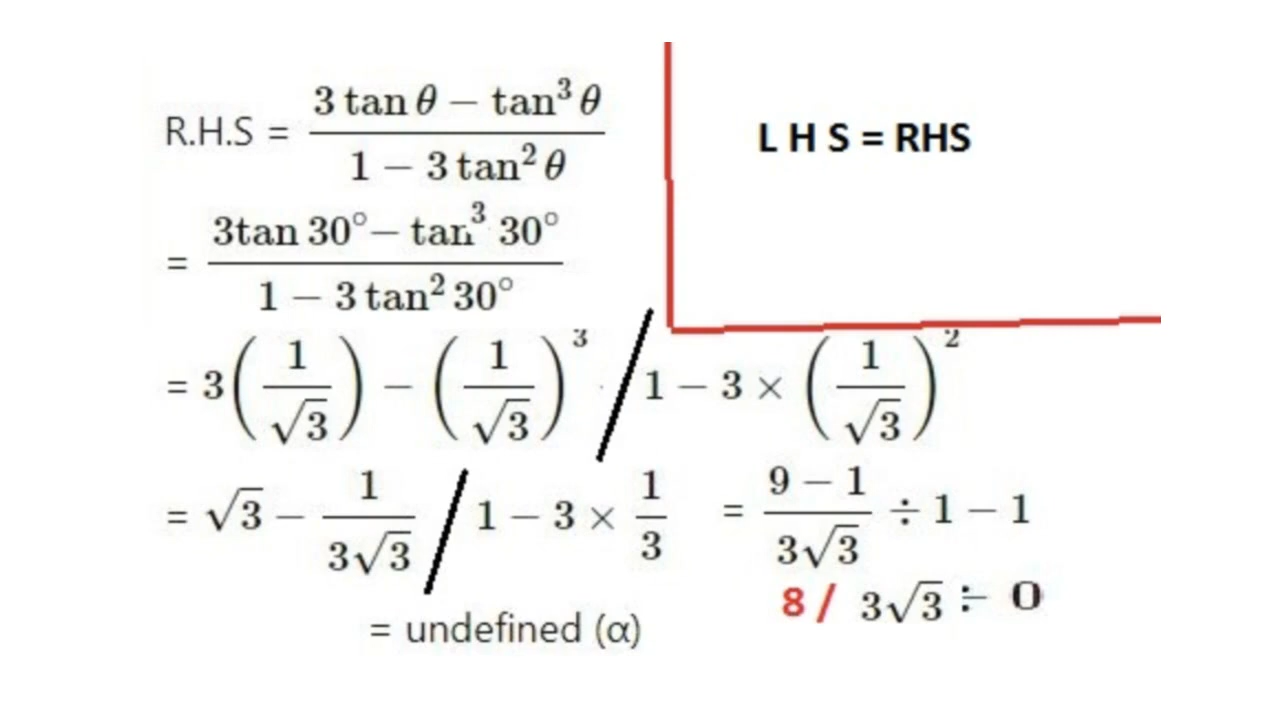 R.H.S = (3 tan θ − tan³ θ) / (1 − 3 tan² θ)
L H S = RHS
= (3tan 30° − tan³ 30°) / (1 − 3 tan² 30°)
= 3(1/√3) − (1/√3)³ / 1 − 3 × (1/√3)²
= √3 − 1/3√3 / 1 − 3 × 1/3 = (9 − 1)/3√3 ÷ 1 − 1
8 / 3√3 ÷ 0
= undefined (α)